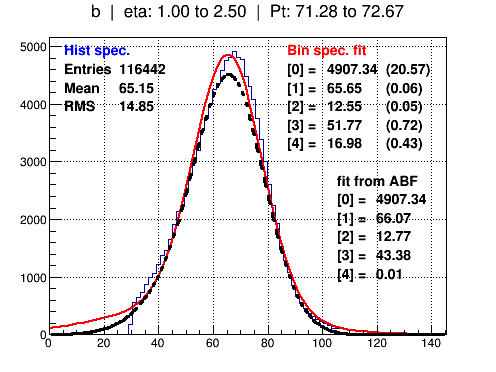 b | eta: 1.00 to 2.50 | Pt: 71.28 to 72.67
Hist spec.
Entries 116442
Mean 65.15
RMS 14.85
Bin spec. fit
[0] = 4907.34 (20.57)
[1] = 65.65 (0.06)
[2] = 12.55 (0.05)
[3] = 51.77 (0.72)
[4] = 16.98 (0.43)
fit from ABF
[0] = 4907.34
[1] = 66.07
[2] = 12.77
[3] = 43.38
[4] = 0.01
5000
4000
3000
2000
1000
0
0 20 40 60 80 100 120 140